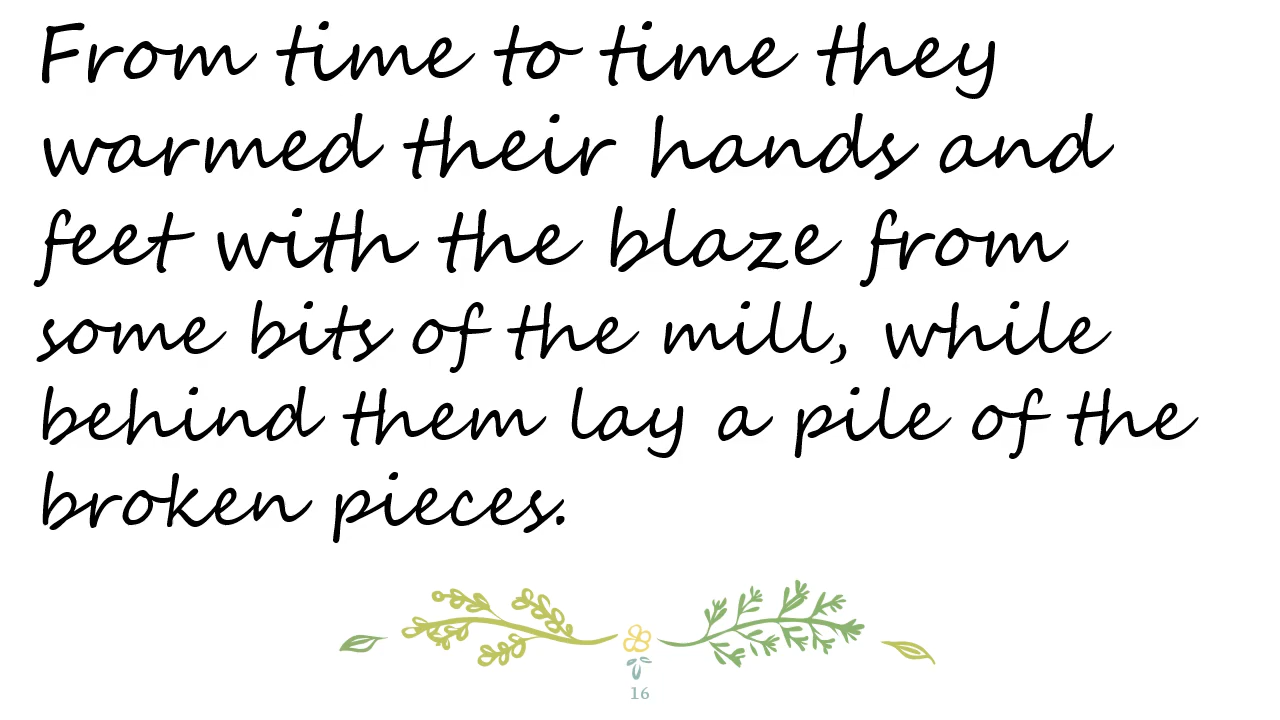 From time to time they
warmed their hands and
feet with the blaze from
some bits of the mill, while
behind them lay a pile of the
broken pieces.
16